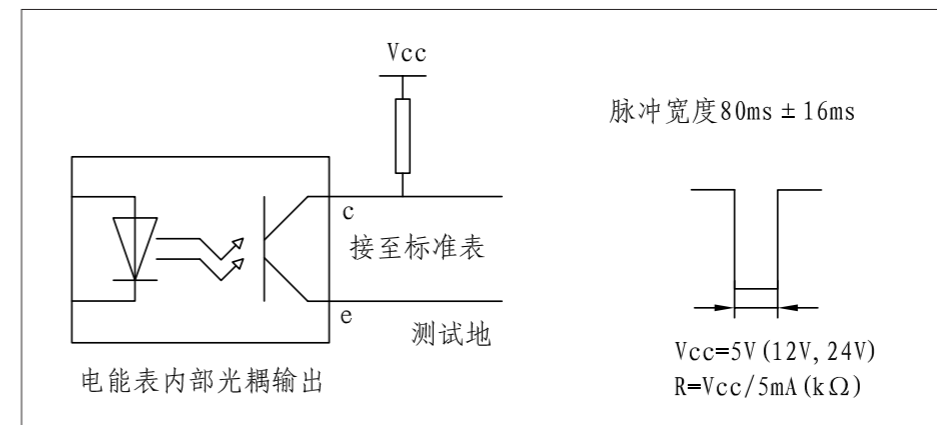 Vcc
脉冲宽度80ms±16ms
c
接至标准表
e
测试地
电能表内部光耦输出
Vcc=5V(12V,24V)
R=Vcc/5mA(kΩ)